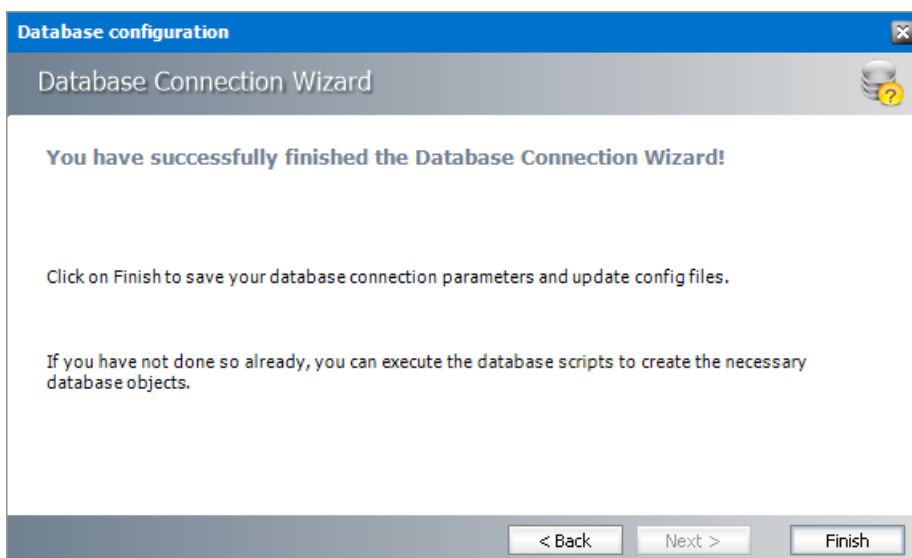 Database configuration
Database Connection Wizard
?
You have successfully finished the Database Connection Wizard!
Click on Finish to save your database connection parameters and update config files.
If you have not done so already, you can execute the database scripts to create the necessary
database objects.
< Back
Next >
Finish